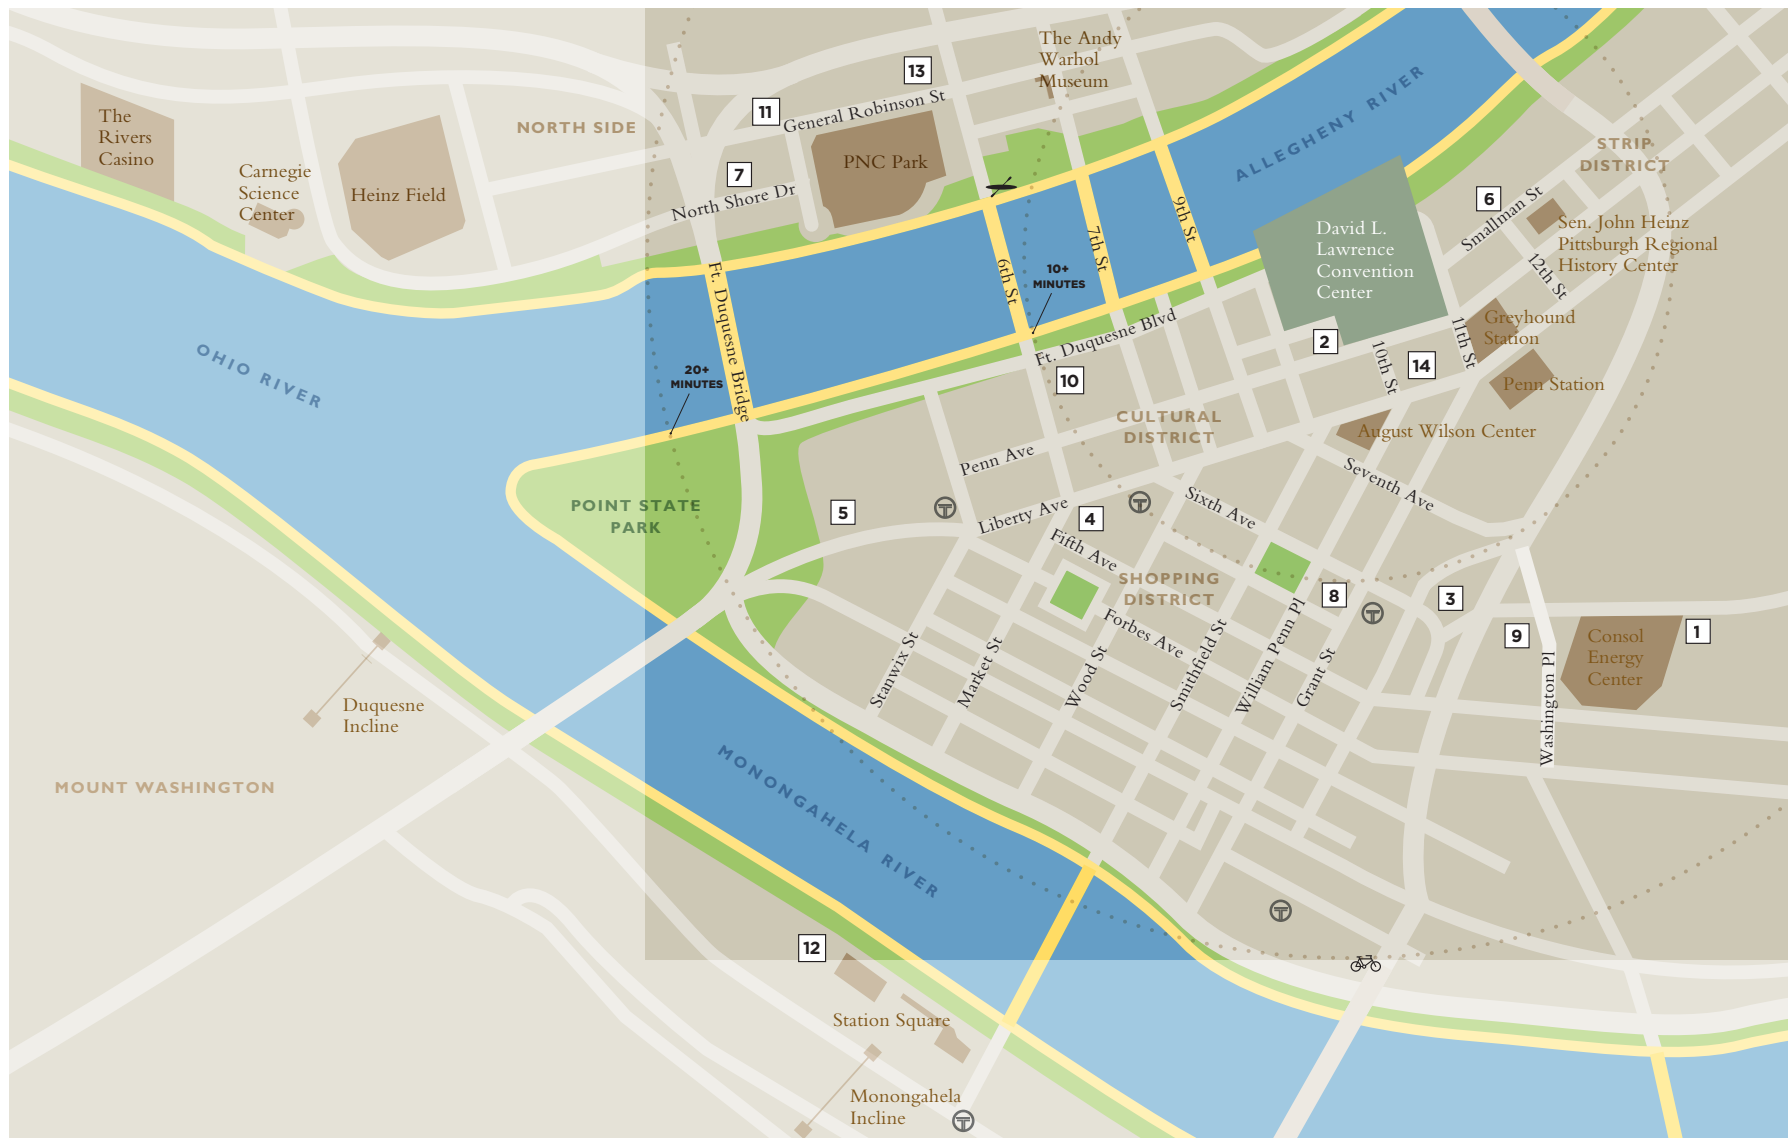 The Andy
Warhol
Museum
13
11
General Robinson St
The
Rivers
Casino
NORTH SIDE
ALLEGHENY RIVER
STRIP
DISTRICT
Carnegie
Science
Center
Heinz Field
PNC Park
7
North Shore Dr
6
Smallman St
Sen. John Heinz
Pittsburgh Regional
History Center
12th St
9th St
7th St
6th St
David L.
Lawrence
Convention
Center
10+
MINUTES
Ft. Duquesne Bridge
Ft. Duquesne Blvd
Greyhound
Station
11th St
2
10th St
14
OHIO RIVER
20+
MINUTES
10
Penn Station
CULTURAL
DISTRICT
August Wilson Center
Penn Ave
Seventh Ave
POINT STATE
PARK
5
T
T
Sixth Ave
Liberty Ave
4
Fifth Ave
SHOPPING
DISTRICT
8
T
3
Forbes Ave
9
Consol
Energy
Center
1
Stanwix St
Market St
Wood St
Smithfield St
William Penn Pl
Grant St
Washington Pl
Duquesne
Incline
MOUNT WASHINGTON
MONONGAHELA RIVER
T
12
Station Square
Monongahela
Incline
T